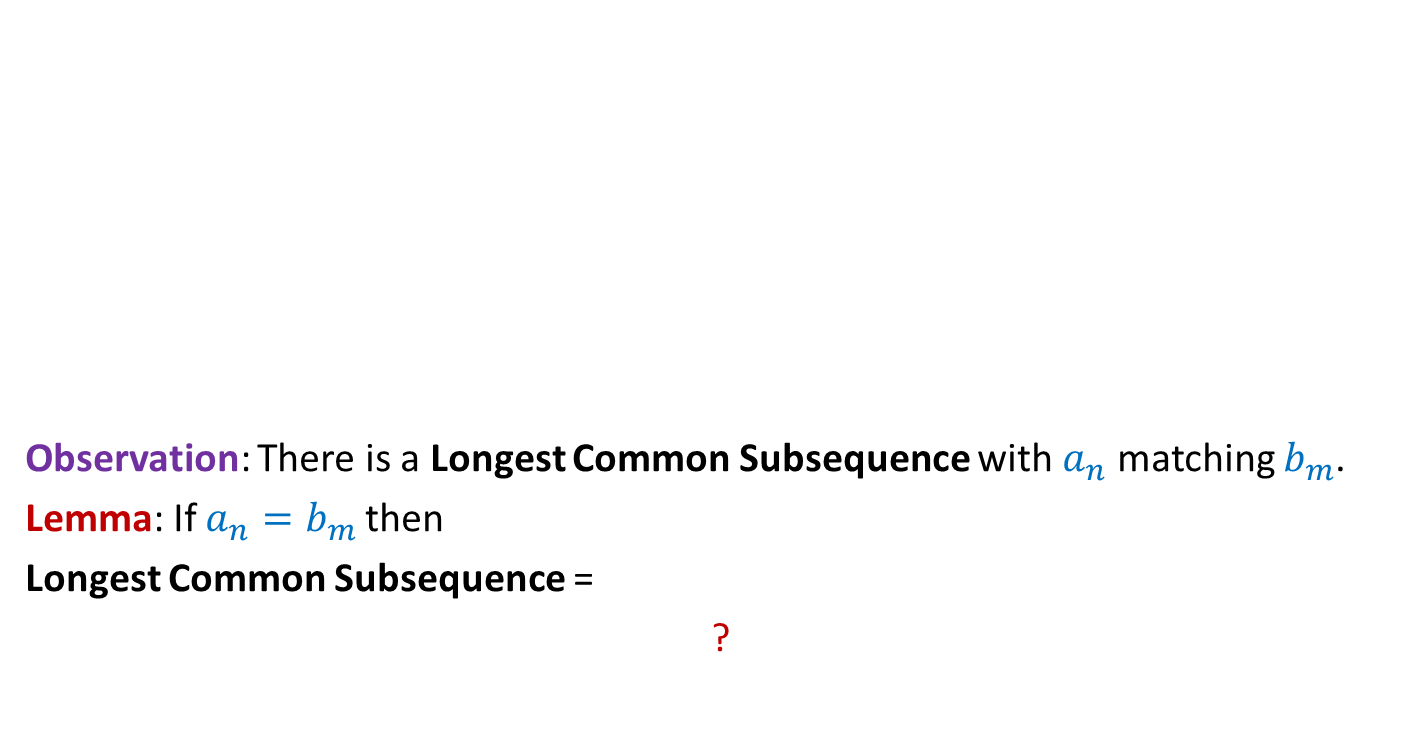 Observation: There is a Longest Common Subsequence with aₙ matching bₘ.
Lemma: If aₙ = bₘ then
Longest Common Subsequence =
?